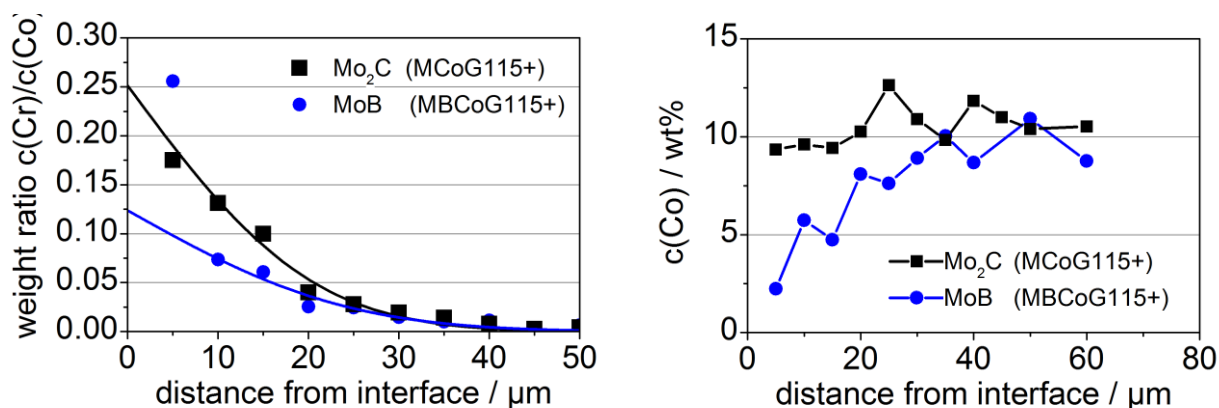 weight ratio c(Cr)/c(Co)
0.30
0.25
0.20
0.15
0.10
0.05
0.00
Mo₂C (MCoG115+)
MoB (MBCoG115+)
0 10 20 30 40 50
distance from interface / µm
c(Co) / wt%
15
10
5
0
Mo₂C (MCoG115+)
MoB (MBCoG115+)
0 20 40 60 80
distance from interface / µm